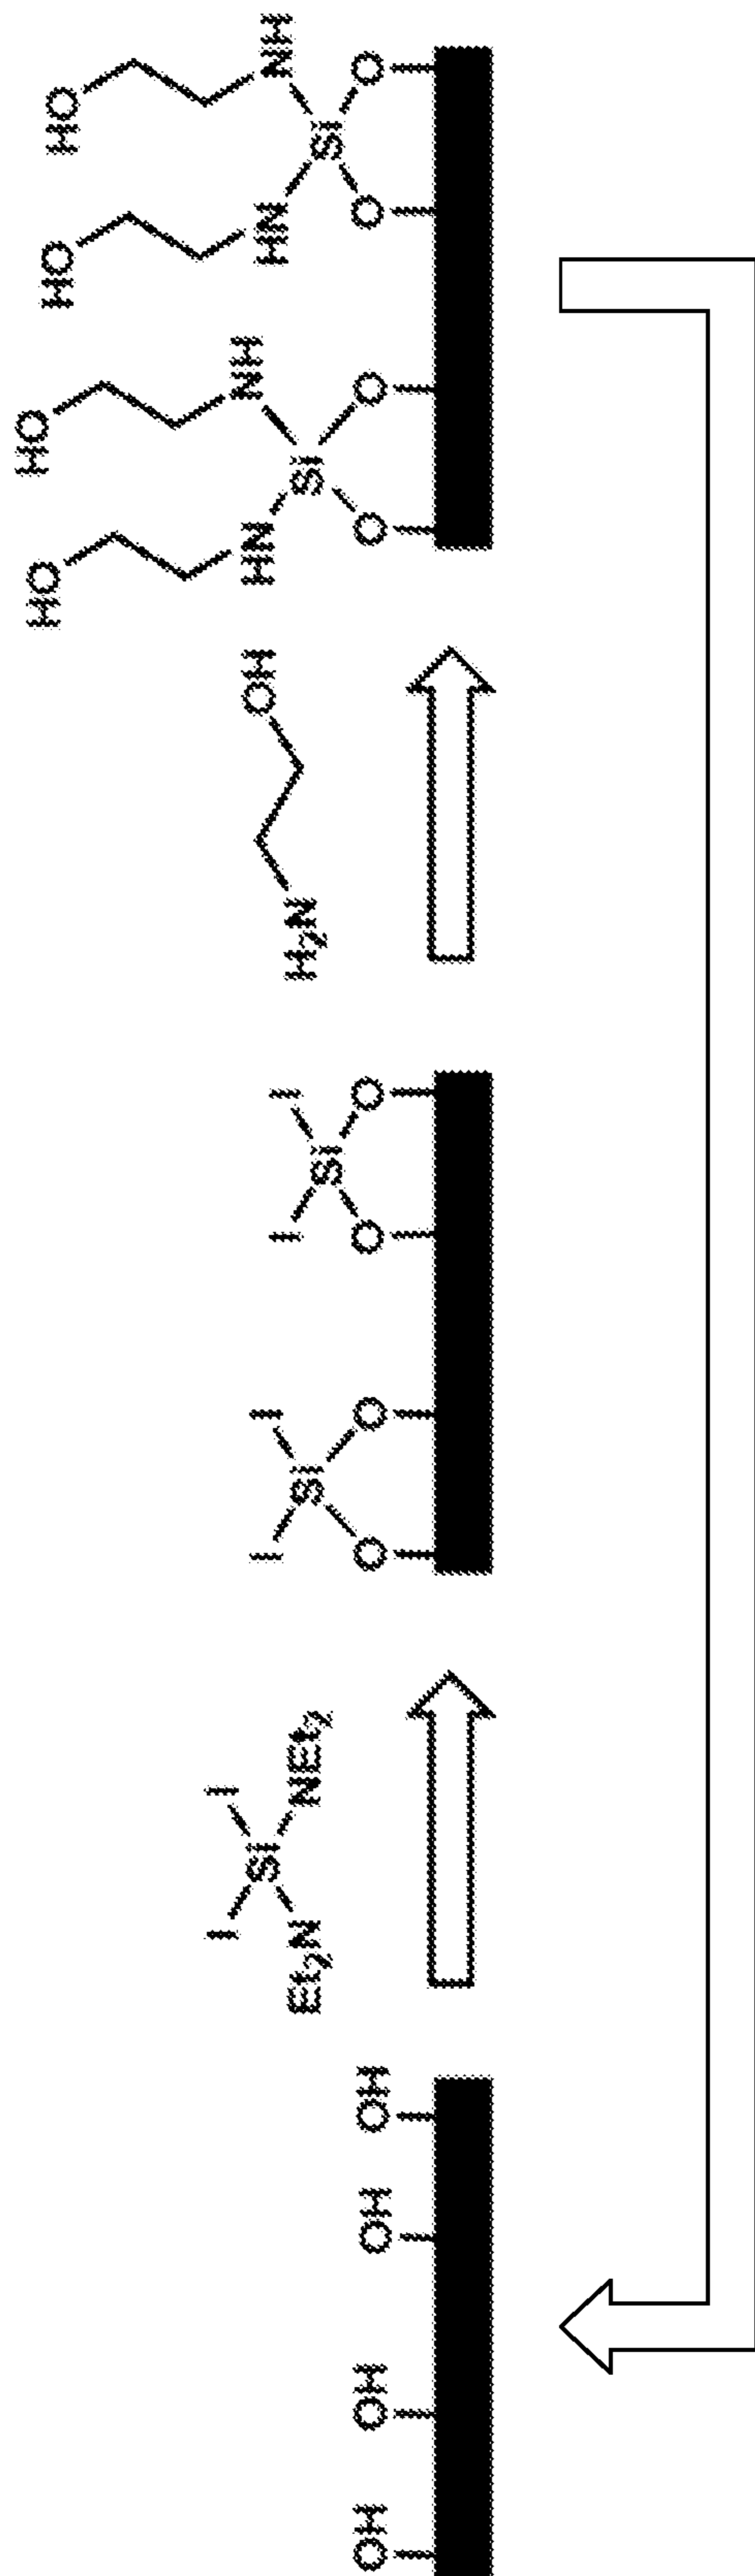 OH OH OH OH
I I
Si
Et₂N NEt₂
I I I I
Si Si
O O O O
H₂N OH
HO HO HO HO
HN NH HN NH
Si Si
O O O O